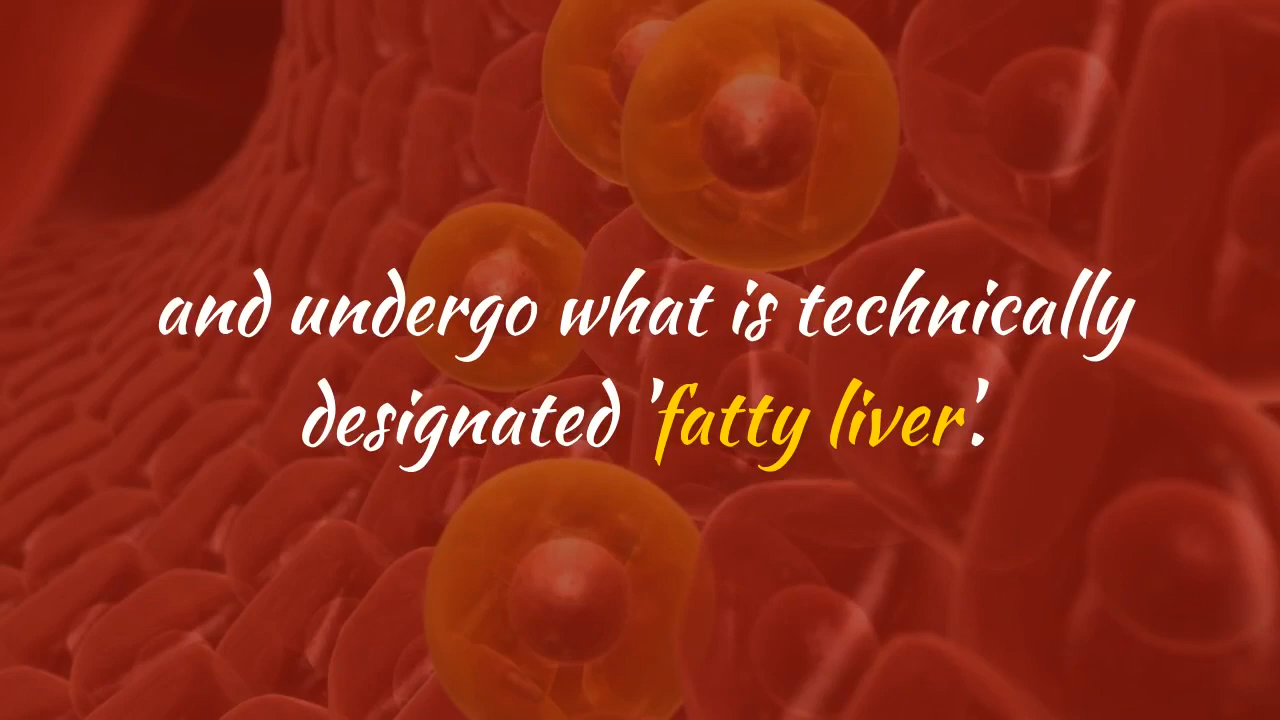 and undergo what is technically
designated 'fatty liver'.